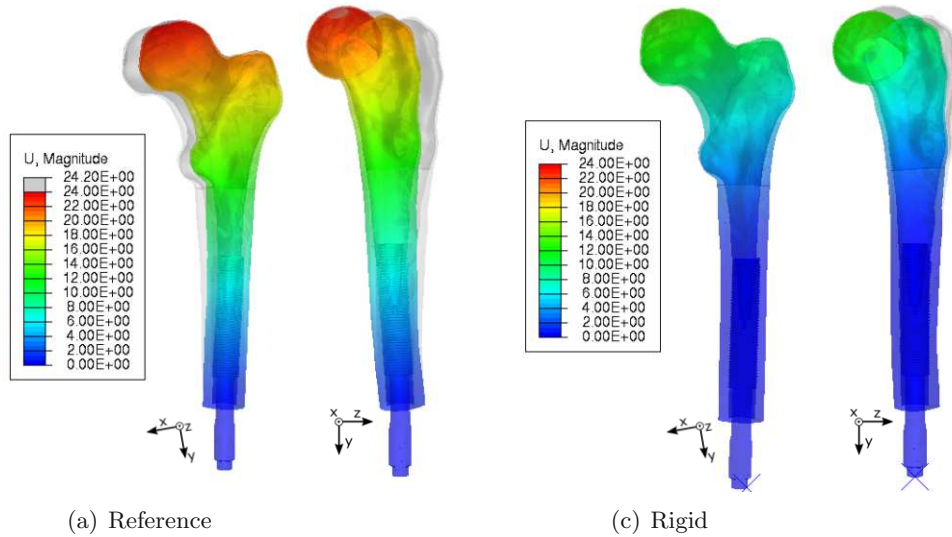 U, Magnitude
24.20E+00
24.00E+00
22.00E+00
20.00E+00
18.00E+00
16.00E+00
14.00E+00
12.00E+00
10.00E+00
8.00E+00
6.00E+00
4.00E+00
2.00E+00
0.00E+00
x
z
y
x
z
y
(a) Reference
U, Magnitude
24.00E+00
22.00E+00
20.00E+00
18.00E+00
16.00E+00
14.00E+00
12.00E+00
10.00E+00
8.00E+00
6.00E+00
4.00E+00
2.00E+00
0.00E+00
x
z
y
x
z
y
(c) Rigid